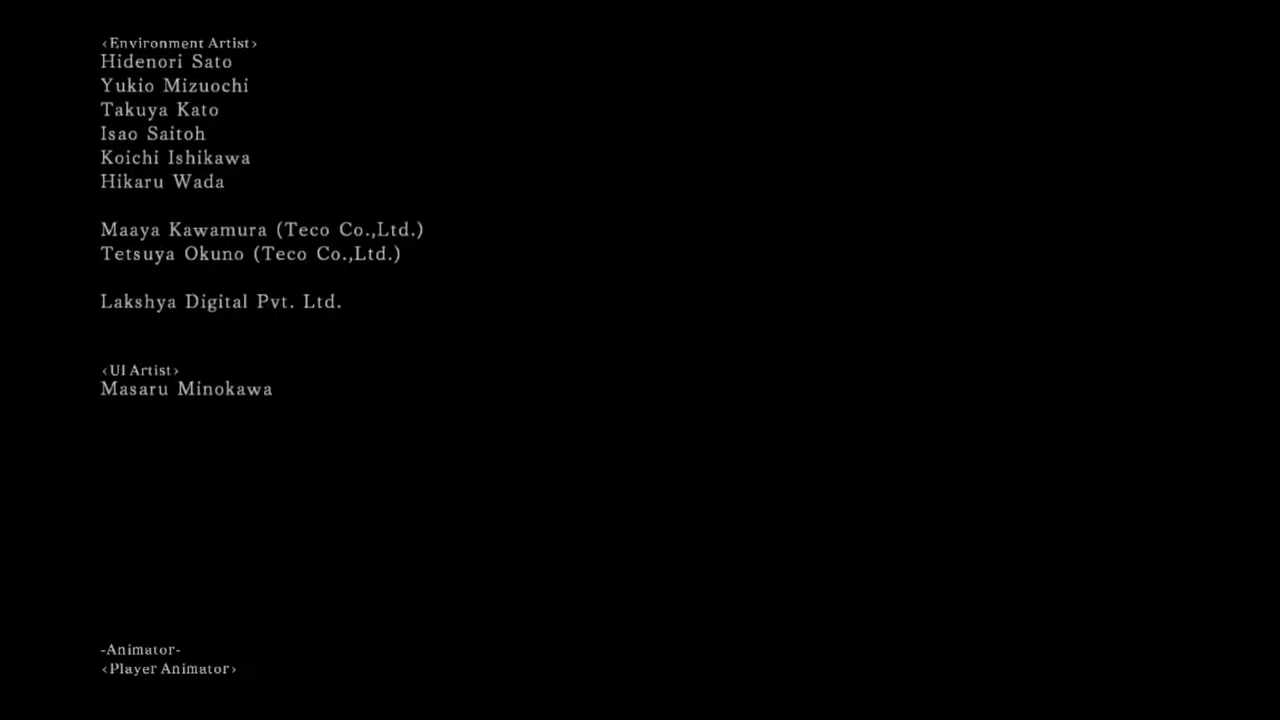 <Environment Artist>
Hidenori Sato
Yukio Mizuochi
Takuya Kato
Isao Saitoh
Koichi Ishikawa
Hikaru Wada
Maaya Kawamura (Teco Co.,Ltd.)
Tetsuya Okuno (Teco Co.,Ltd.)
Lakshya Digital Pvt. Ltd.
<UI Artist>
Masaru Minokawa
-Animator-
<Player Animator>